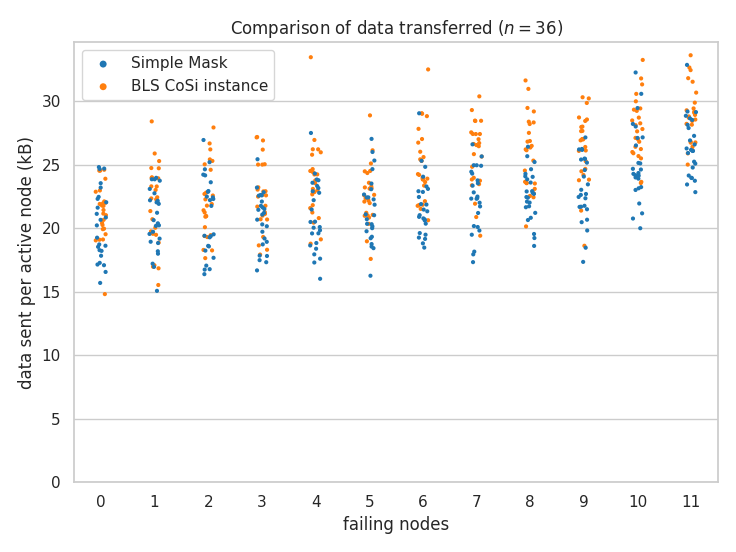 Comparison of data transferred (n = 36)
Simple Mask
BLS CoSi instance
data sent per active node (kB)
30
25
20
15
10
5
0
0 1 2 3 4 5 6 7 8 9 10 11
failing nodes